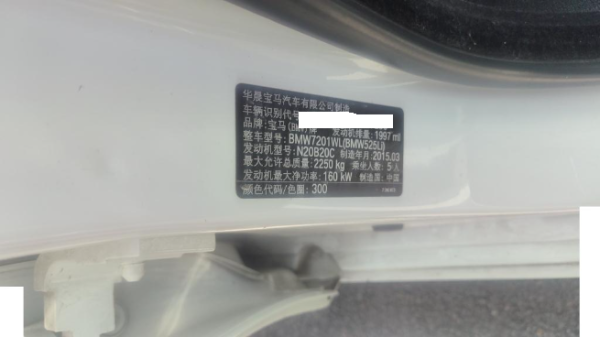 华晨宝马汽车有限公司制造
车辆识别代号
品牌:宝马(BMW)牌 发动机排量:1997 ml
整车型号:BMW7201WL(BMW525Li)
发动机型号:N20B20C 制造年月:2015.03
最大允许总质量:2250 kg 乘坐人数:5人
发动机最大净功率:160 kW 制造国:中国
颜色代码/色圈:300